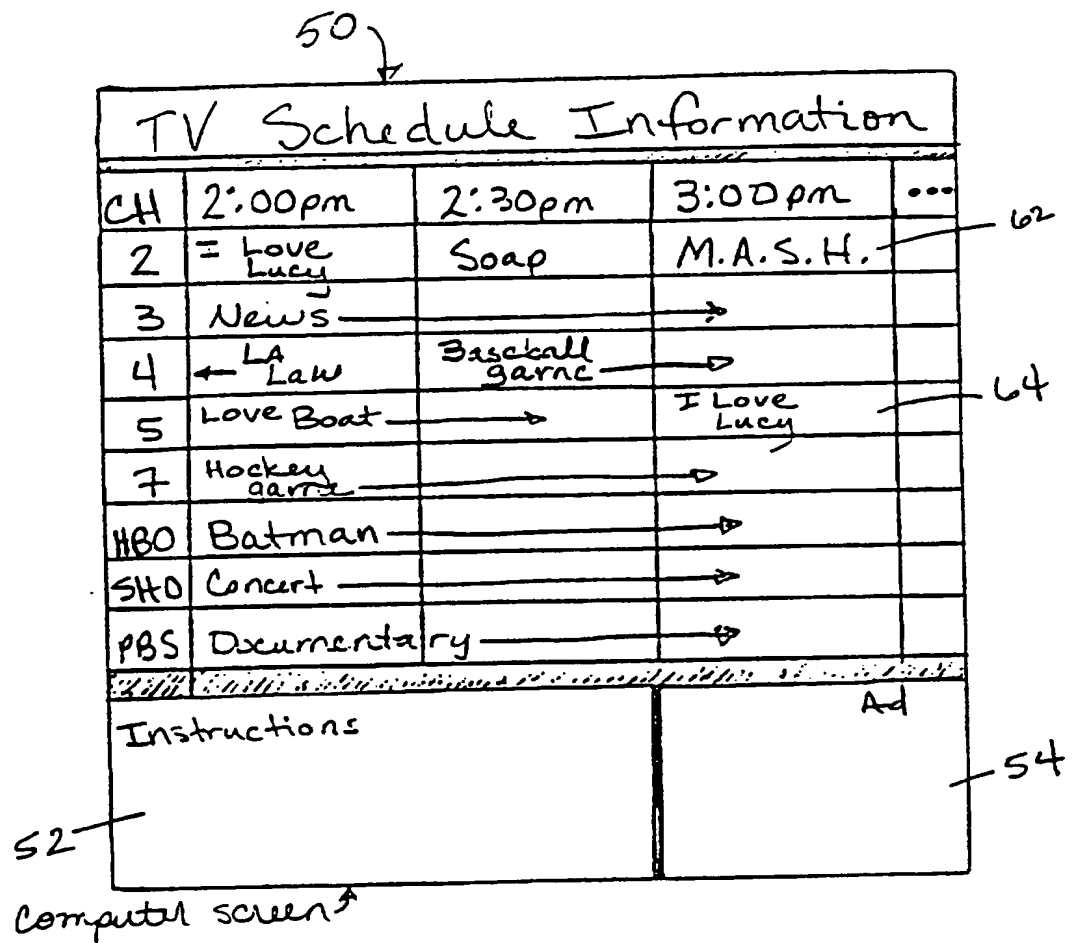 50
TV Schedule Information
CH 2:00pm 2:30pm 3:00pm ...
62
2 I Love Lucy Soap M.A.S.H.
3 News
4 LA Law Baseball game
64
5 Love Boat I Love Lucy
7 Hockey game
HBO Batman
SHO Concert
PBS Documentary
Instructions Ad
54
52
Computer screen